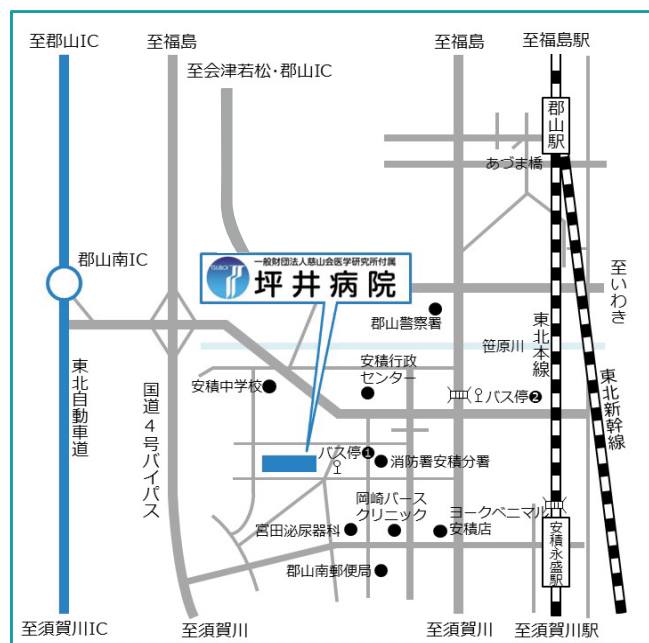 至郡山IC
至福島
至会津若松・郡山IC
至福島
至福島駅
郡山駅
あづま橋
郡山南IC
TSUBOI
一般財団法人慈山会医学研究所付属
坪井病院
至いわき
郡山警察署
笹原川
東北本線
東北新幹線
東北自動車道
国道4号バイパス
安積中学校
安積行政
センター
バス停❷
バス停❶
消防署安積分署
岡崎バース
クリニック
ヨークベニマル
安積店
宮田泌尿器科
安積永盛駅
郡山南郵便局
至須賀川IC
至須賀川
至須賀川
至須賀川駅